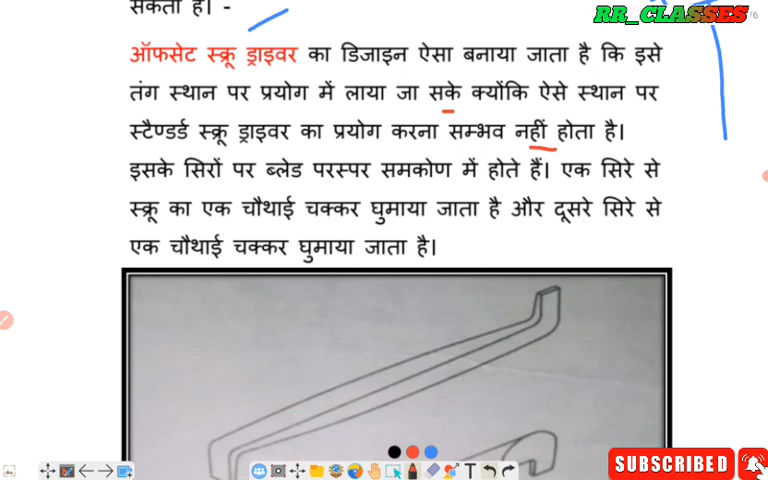 सकता है। -
RR_CLASSES
/6
ऑफसेट स्क्रू ड्राइवर का डिजाइन ऐसा बनाया जाता है कि इसे
तंग स्थान पर प्रयोग में लाया जा सके क्योंकि ऐसे स्थान पर
स्टैण्डर्ड स्क्रू ड्राइवर का प्रयोग करना सम्भव नहीं होता है।
इसके सिरों पर ब्लेड परस्पर समकोण में होते हैं। एक सिरे से
स्क्रू का एक चौथाई चक्कर घुमाया जाता है और दूसरे सिरे से
एक चौथाई चक्कर घुमाया जाता है।
T
SUBSCRIBED